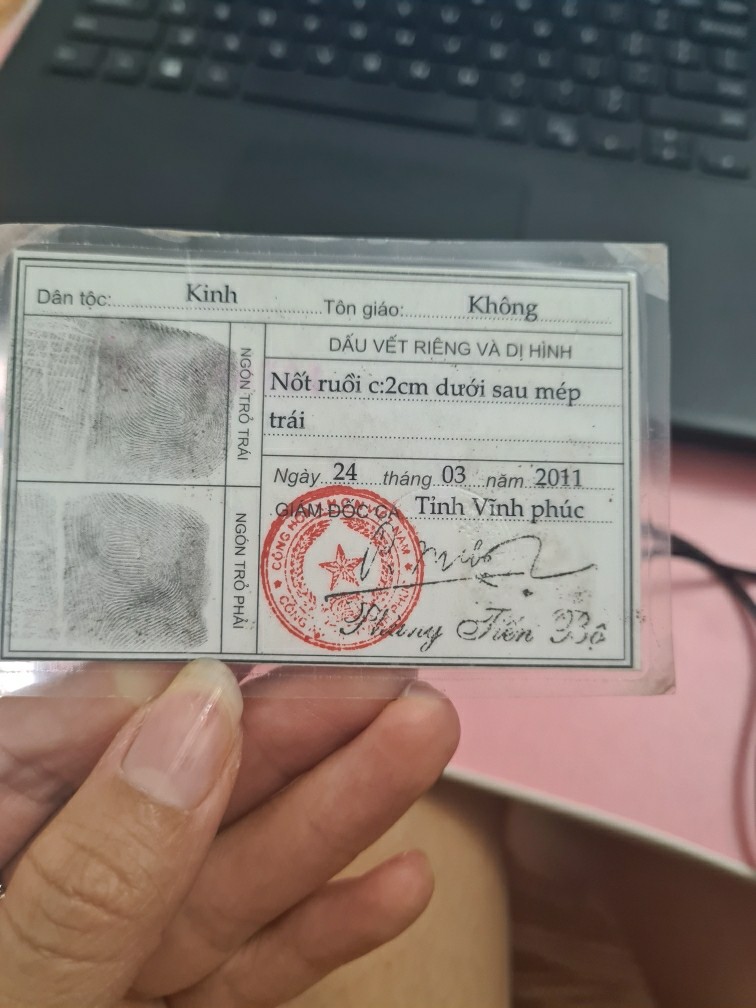 Dân tộc: Kinh Tôn giáo: Không
NGÓN TRỎ TRÁI
DẤU VẾT RIÊNG VÀ DỊ HÌNH
Nốt ruồi c:2cm dưới sau mép
trái
Ngày 24 tháng 03 năm 2011
GIÁM ĐỐC CA Tỉnh Vĩnh phúc
NGÓN TRỎ PHẢI
Phùng Tiến Bộ